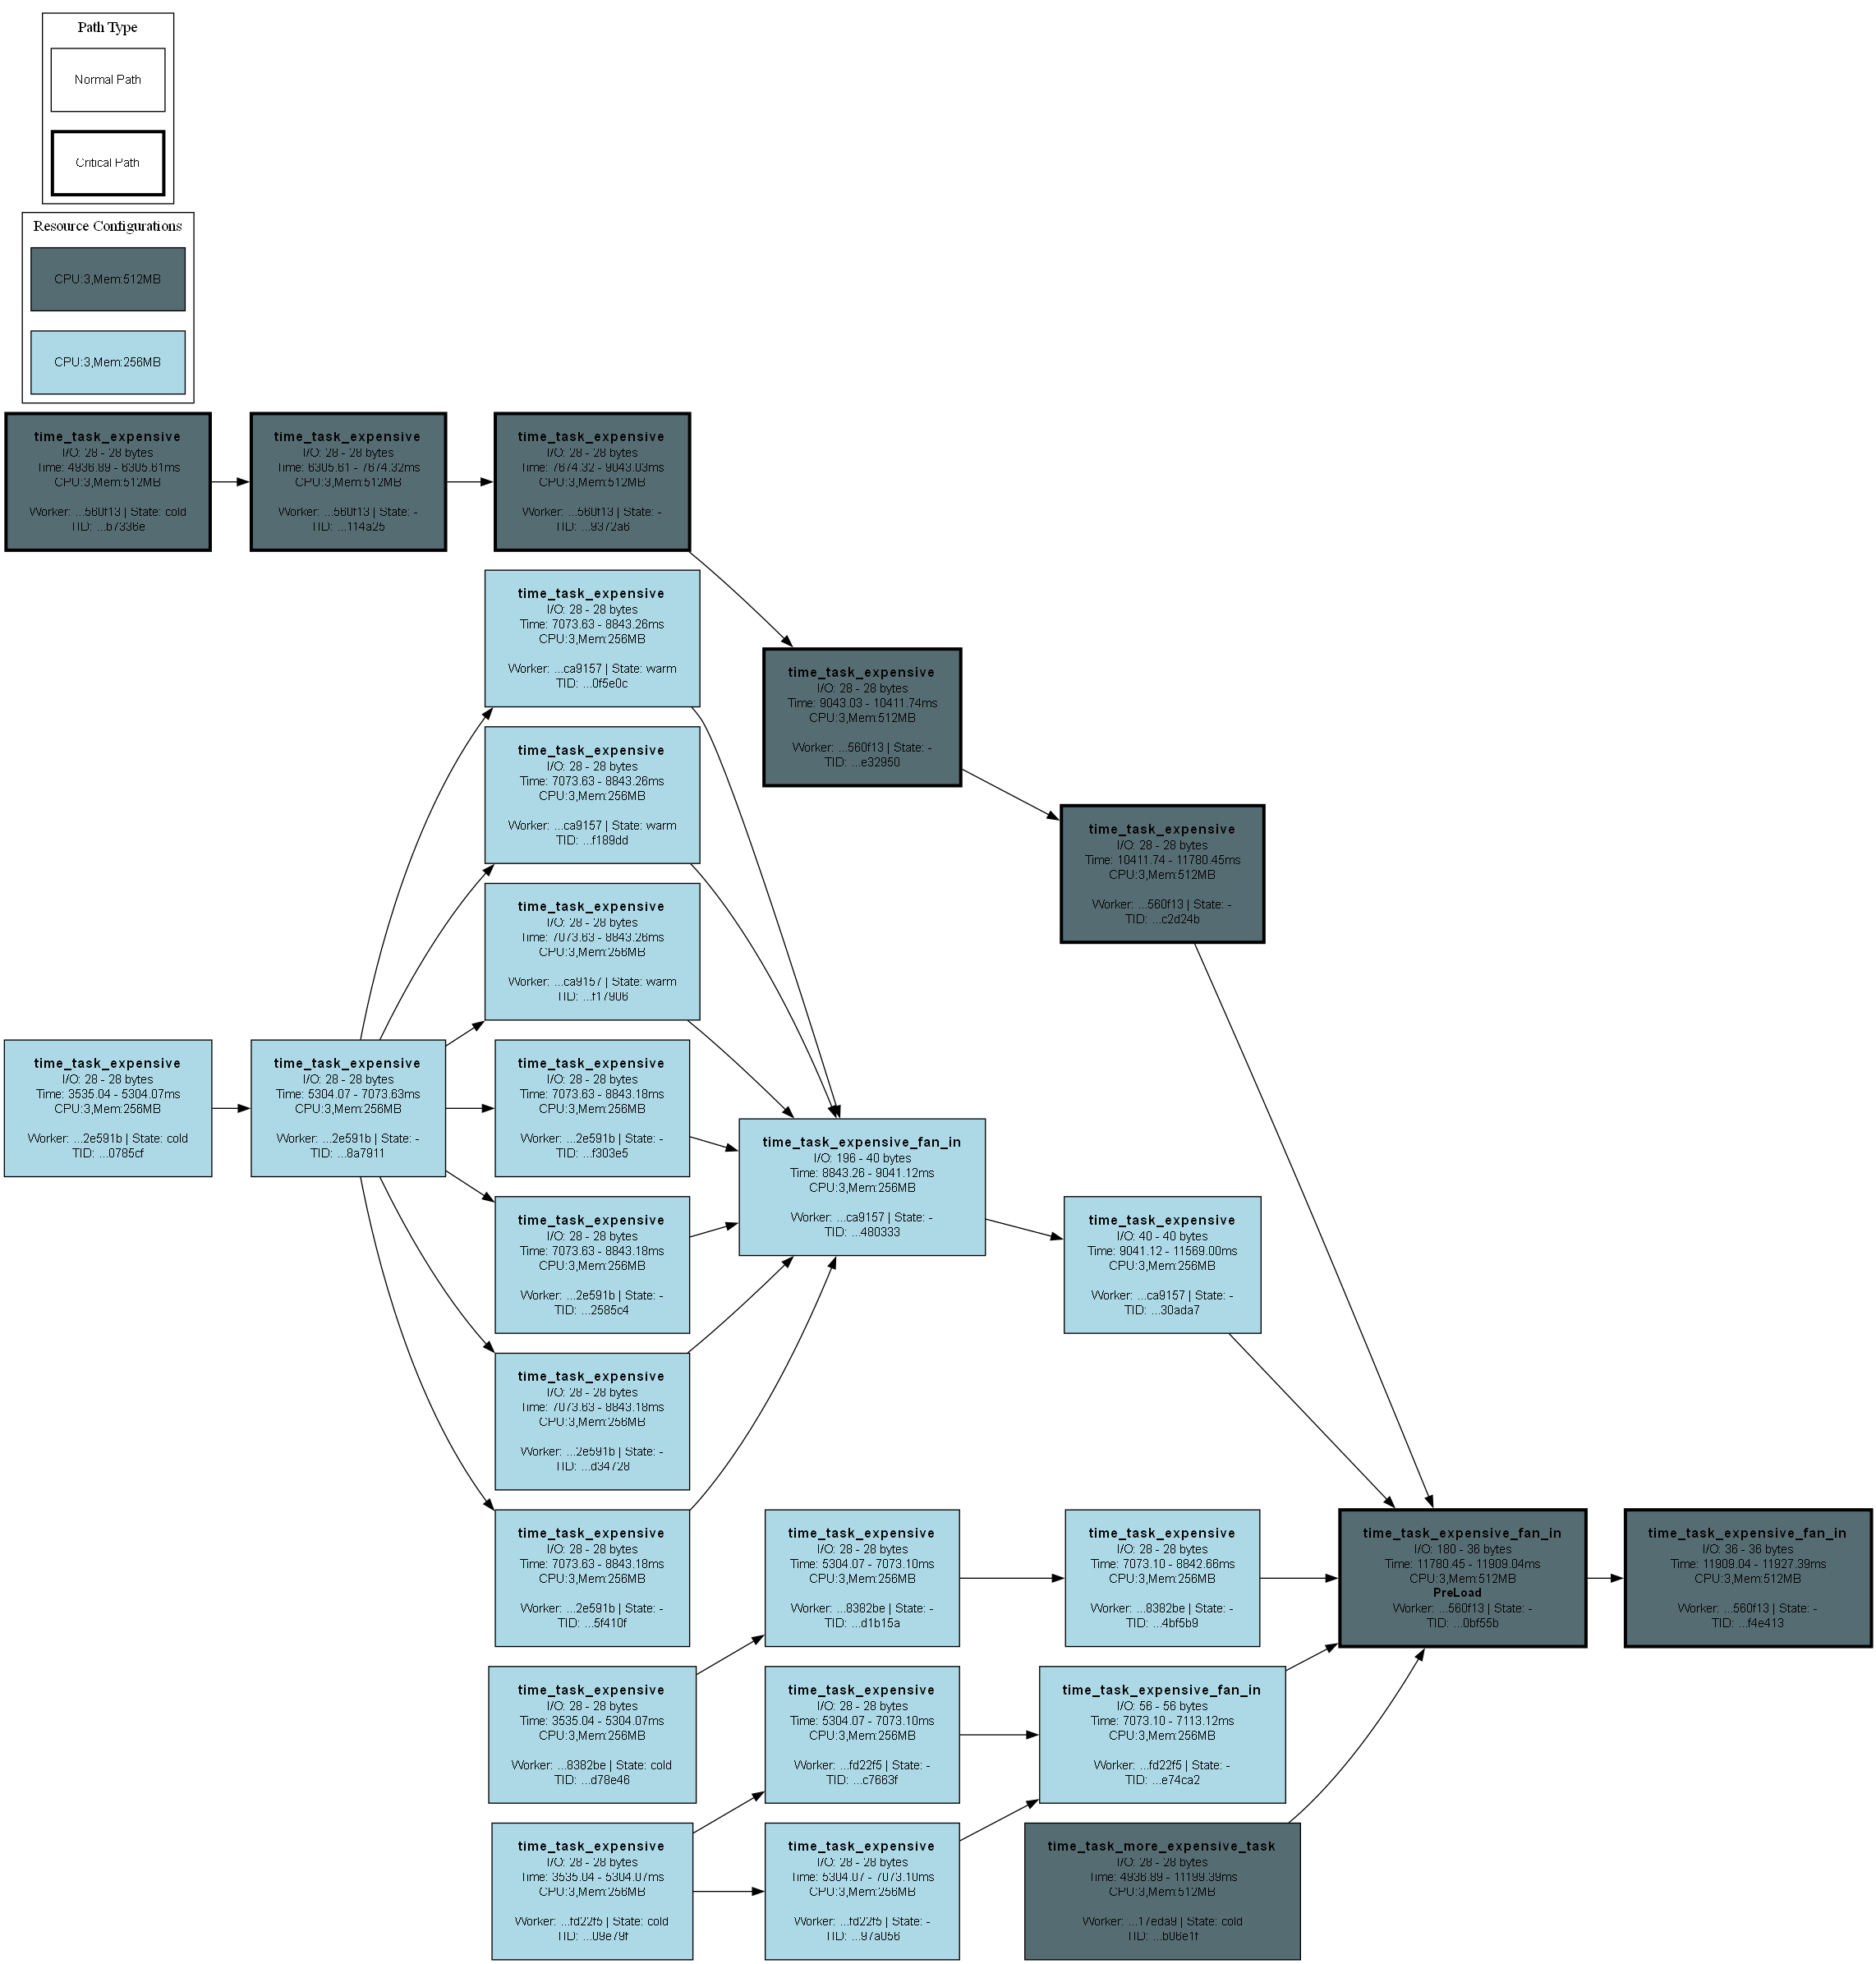 Path Type
Normal Path
Critical Path
Resource Configurations
CPU:3,Mem:512MB
CPU:3,Mem:256MB
time_task_expensive
I/O: 28 - 28 bytes
Time: 4936.89 - 6305.61ms
CPU:3,Mem:512MB
Worker: ...560f13 | State: cold
TID: ...b7336e
time_task_expensive
I/O: 28 - 28 bytes
Time: 6305.61 - 7674.32ms
CPU:3,Mem:512MB
Worker: ...560f13 | State: -
TID: ...114a25
time_task_expensive
I/O: 28 - 28 bytes
Time: 7674.32 - 9043.03ms
CPU:3,Mem:512MB
Worker: ...560f13 | State: -
TID: ...9372a6
time_task_expensive
I/O: 28 - 28 bytes
Time: 7073.63 - 8843.26ms
CPU:3,Mem:256MB
Worker: ...ca9157 | State: warm
TID: ...0f5e0c
time_task_expensive
I/O: 28 - 28 bytes
Time: 9043.03 - 10411.74ms
CPU:3,Mem:512MB
Worker: ...560f13 | State: -
TID: ...e32950
time_task_expensive
I/O: 28 - 28 bytes
Time: 7073.63 - 8843.26ms
CPU:3,Mem:256MB
Worker: ...ca9157 | State: warm
TID: ...f189dd
time_task_expensive
I/O: 28 - 28 bytes
Time: 10411.74 - 11780.45ms
CPU:3,Mem:512MB
Worker: ...560f13 | State: -
TID: ...c2d24b
time_task_expensive
I/O: 28 - 28 bytes
Time: 7073.63 - 8843.26ms
CPU:3,Mem:256MB
Worker: ...ca9157 | State: warm
TID: ...f17906
time_task_expensive
I/O: 28 - 28 bytes
Time: 3535.04 - 5304.07ms
CPU:3,Mem:256MB
Worker: ...2e591b | State: cold
TID: ...0785cf
time_task_expensive
I/O: 28 - 28 bytes
Time: 5304.07 - 7073.63ms
CPU:3,Mem:256MB
Worker: ...2e591b | State: -
TID: ...8a7911
time_task_expensive
I/O: 28 - 28 bytes
Time: 7073.63 - 8843.18ms
CPU:3,Mem:256MB
Worker: ...2e591b | State: -
TID: ...f303e5
time_task_expensive_fan_in
I/O: 196 - 40 bytes
Time: 8843.26 - 9041.12ms
CPU:3,Mem:256MB
Worker: ...ca9157 | State: -
TID: ...480333
time_task_expensive
I/O: 28 - 28 bytes
Time: 7073.63 - 8843.18ms
CPU:3,Mem:256MB
Worker: ...2e591b | State: -
TID: ...2585c4
time_task_expensive
I/O: 40 - 40 bytes
Time: 9041.12 - 11569.00ms
CPU:3,Mem:256MB
Worker: ...ca9157 | State: -
TID: ...30ada7
time_task_expensive
I/O: 28 - 28 bytes
Time: 7073.63 - 8843.18ms
CPU:3,Mem:256MB
Worker: ...2e591b | State: -
TID: ...d34728
time_task_expensive
I/O: 28 - 28 bytes
Time: 7073.63 - 8843.18ms
CPU:3,Mem:256MB
Worker: ...2e591b | State: -
TID: ...5f410f
time_task_expensive
I/O: 28 - 28 bytes
Time: 5304.07 - 7073.10ms
CPU:3,Mem:256MB
Worker: ...8382be | State: -
TID: ...d1b15a
time_task_expensive
I/O: 28 - 28 bytes
Time: 7073.10 - 8842.66ms
CPU:3,Mem:256MB
Worker: ...8382be | State: -
TID: ...4bf5b9
time_task_expensive_fan_in
I/O: 180 - 36 bytes
Time: 11780.45 - 11909.04ms
CPU:3,Mem:512MB
PreLoad
Worker: ...560f13 | State: -
TID: ...0bf55b
time_task_expensive_fan_in
I/O: 36 - 36 bytes
Time: 11909.04 - 11927.39ms
CPU:3,Mem:512MB
Worker: ...560f13 | State: -
TID: ...f4e413
time_task_expensive
I/O: 28 - 28 bytes
Time: 3535.04 - 5304.07ms
CPU:3,Mem:256MB
Worker: ...8382be | State: cold
TID: ...d78e46
time_task_expensive
I/O: 28 - 28 bytes
Time: 5304.07 - 7073.10ms
CPU:3,Mem:256MB
Worker: ...fd22f5 | State: -
TID: ...c7663f
time_task_expensive_fan_in
I/O: 56 - 56 bytes
Time: 7073.10 - 7113.12ms
CPU:3,Mem:256MB
Worker: ...fd22f5 | State: -
TID: ...e74ca2
time_task_expensive
I/O: 28 - 28 bytes
Time: 3535.04 - 5304.07ms
CPU:3,Mem:256MB
Worker: ...fd22f5 | State: cold
TID: ...09e79f
time_task_expensive
I/O: 28 - 28 bytes
Time: 5304.07 - 7073.10ms
CPU:3,Mem:256MB
Worker: ...fd22f5 | State: -
TID: ...97a056
time_task_more_expensive_task
I/O: 28 - 28 bytes
Time: 4936.89 - 11199.39ms
CPU:3,Mem:512MB
Worker: ...17eda9 | State: cold
TID: ...b06e1f